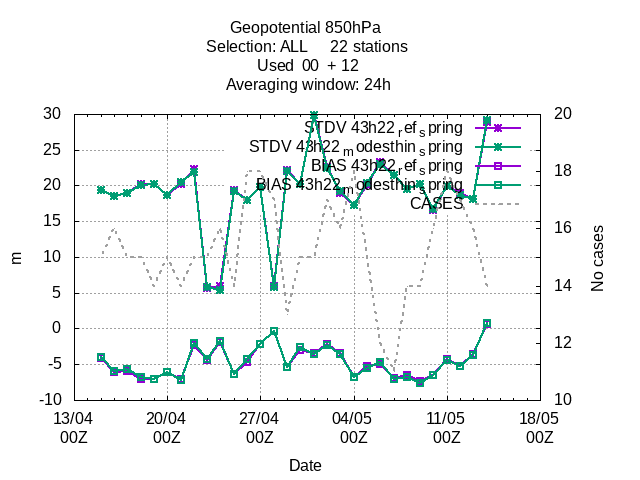 Geopotential 850hPa
Selection: ALL 22 stations
Used 00 + 12
Averaging window: 24h
30
25
20
15
10
5
0
-5
-10
20
18
16
14
12
10
STDV 43h22_ref_spring
STDV 43h22_modesthin_spring
BIAS 43h22_ref_spring
BIAS 43h22_modesthin_spring
CASES
m
No cases
13/04 20/04 27/04 04/05 11/05 18/05
00Z 00Z 00Z 00Z 00Z 00Z
Date